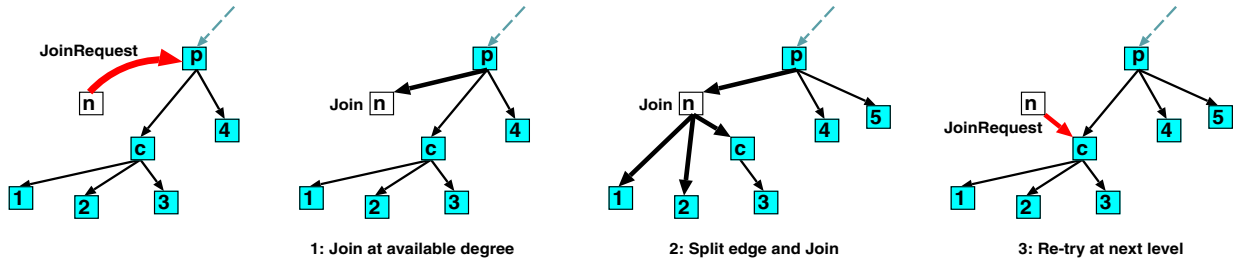 JoinRequest
p
n
4
c
1
2
3
p
Join n
4
c
1
2
3
1: Join at available degree
p
Join n
5
4
c
1
2
3
2: Split edge and Join
p
n
JoinRequest
5
4
c
1
2
3
3: Re-try at next level